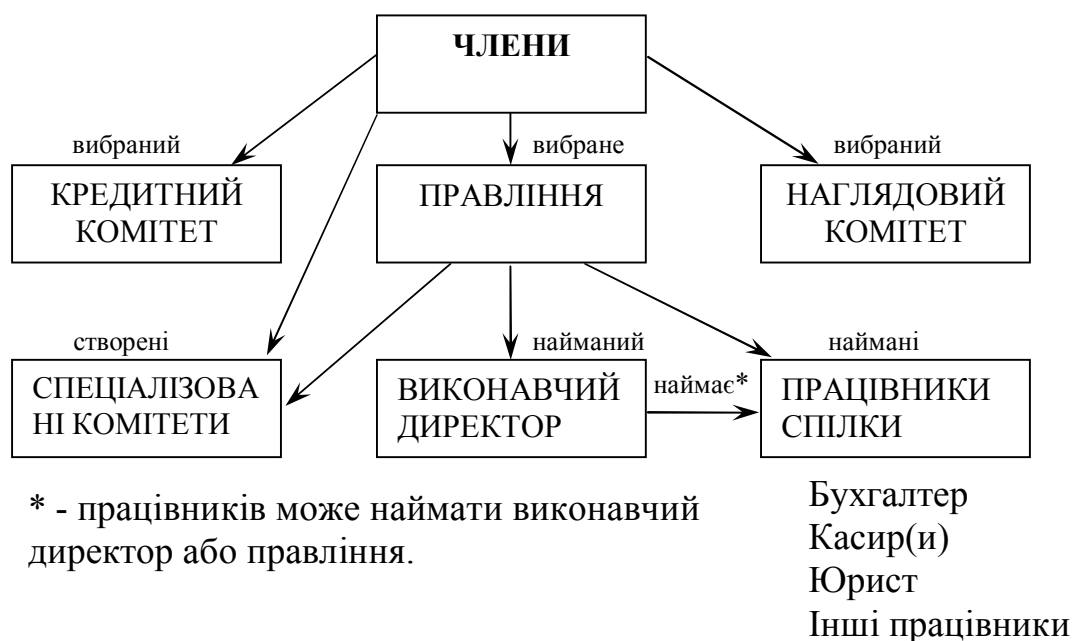 ЧЛЕНИ
вибраний
вибране
вибраний
КРЕДИТНИЙ
КОМІТЕТ
ПРАВЛІННЯ
НАГЛЯДОВИЙ
КОМІТЕТ
створені
найманий
наймані
СПЕЦІАЛІЗОВА
НІ КОМІТЕТИ
ВИКОНАВЧИЙ
ДИРЕКТОР
наймає*
ПРАЦІВНИКИ
СПІЛКИ
* - працівників може наймати виконавчий
директор або правління.
Бухгалтер
Касир(и)
Юрист
Інші працівники